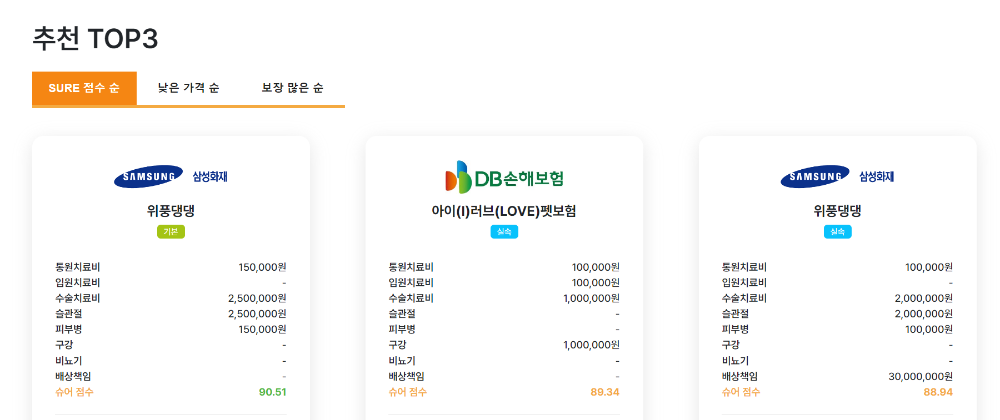 추천 TOP3
SURE 점수 순
낮은 가격 순
보장 많은 순
SAMSUNG 삼성화재
위풍댕댕
기본
통원치료비 150,000원
입원치료비 -
수술치료비 2,500,000원
슬관절 2,500,000원
피부병 150,000원
구강 -
비뇨기 -
배상책임 -
슈어 점수 90.51
DB손해보험
아이(I)러브(LOVE)펫보험
실속
통원치료비 100,000원
입원치료비 100,000원
수술치료비 1,000,000원
슬관절 -
피부병 -
구강 1,000,000원
비뇨기 -
배상책임 -
슈어 점수 89.34
SAMSUNG 삼성화재
위풍댕댕
실속
통원치료비 100,000원
입원치료비 -
수술치료비 2,000,000원
슬관절 2,000,000원
피부병 100,000원
구강 -
비뇨기 -
배상책임 30,000,000원
슈어 점수 88.94